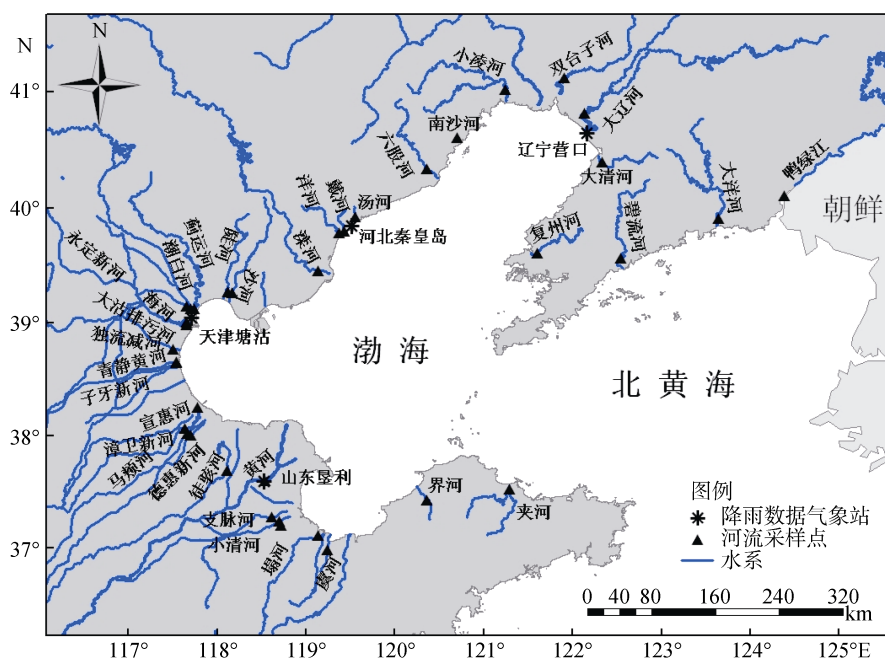 N
41°
40°
39°
38°
37°
小凌河
双台子河
大辽河
南沙河
辽宁营口
六股河
大清河
大洋河
鸭绿江
朝鲜
洋河
戴河
汤河
河北秦皇岛
滦河
复州河
碧流河
蓟运河
陡河
沙河
潮白河
永定新河
海河
大沽排污河
天津塘沽
独流减河
青静黄河
子牙新河
渤海
北黄海
宣惠河
漳卫新河
马颊河
德惠新河
徒骇河
黄河
山东垦利
支脉河
小清河
塌河
虞河
界河
夹河
图例
降雨数据气象站
河流采样点
水系
0 40 80 160 240 320
km
117° 118° 119° 120° 121° 122° 123° 124° 125°E